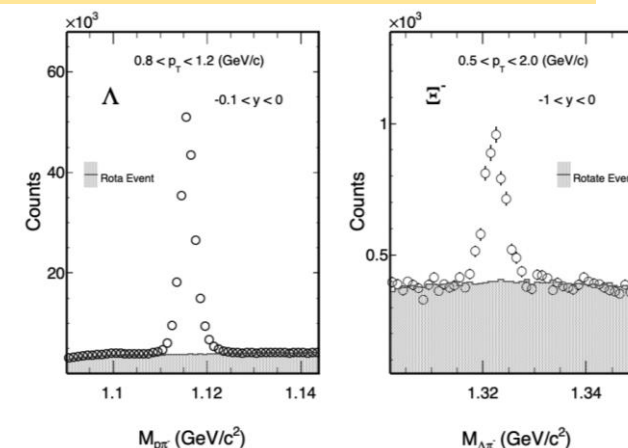 ×10³
0.8 < p_T < 1.2 (GeV/c)
Λ
-0.1 < y < 0
Rota Event
60
40
20
Counts
1.1
1.12
1.14
M_pπ⁻ (GeV/c²)
×10³
0.5 < p_T < 2.0 (GeV/c)
Ξ⁻
-1 < y < 0
Rotate Eve
1
0.5
Counts
1.32
1.34
M_Λπ⁻ (GeV/c²)